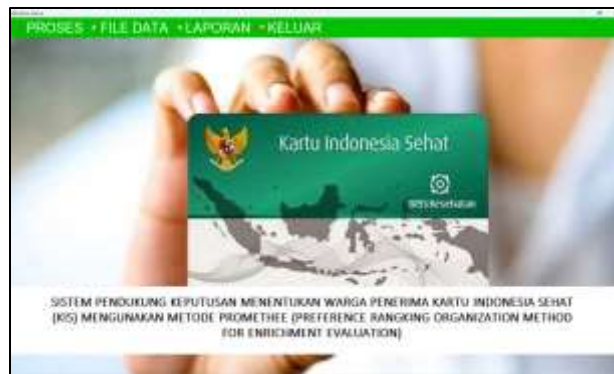 PROSES • FILE DATA • LAPORAN • KELUAR
Kartu Indonesia Sehat
BPJS Kesehatan
SISTEM PENDUKUNG KEPUTUSAN MENENTUKAN WARGA PENERIMA KARTU INDONESIA SEHAT
(KIS) MENGUNAKAN METODE PROMETHEE (PREFERENCE RANGKING ORGANIZATION METHOD
FOR ENRICHMENT EVALUATION)